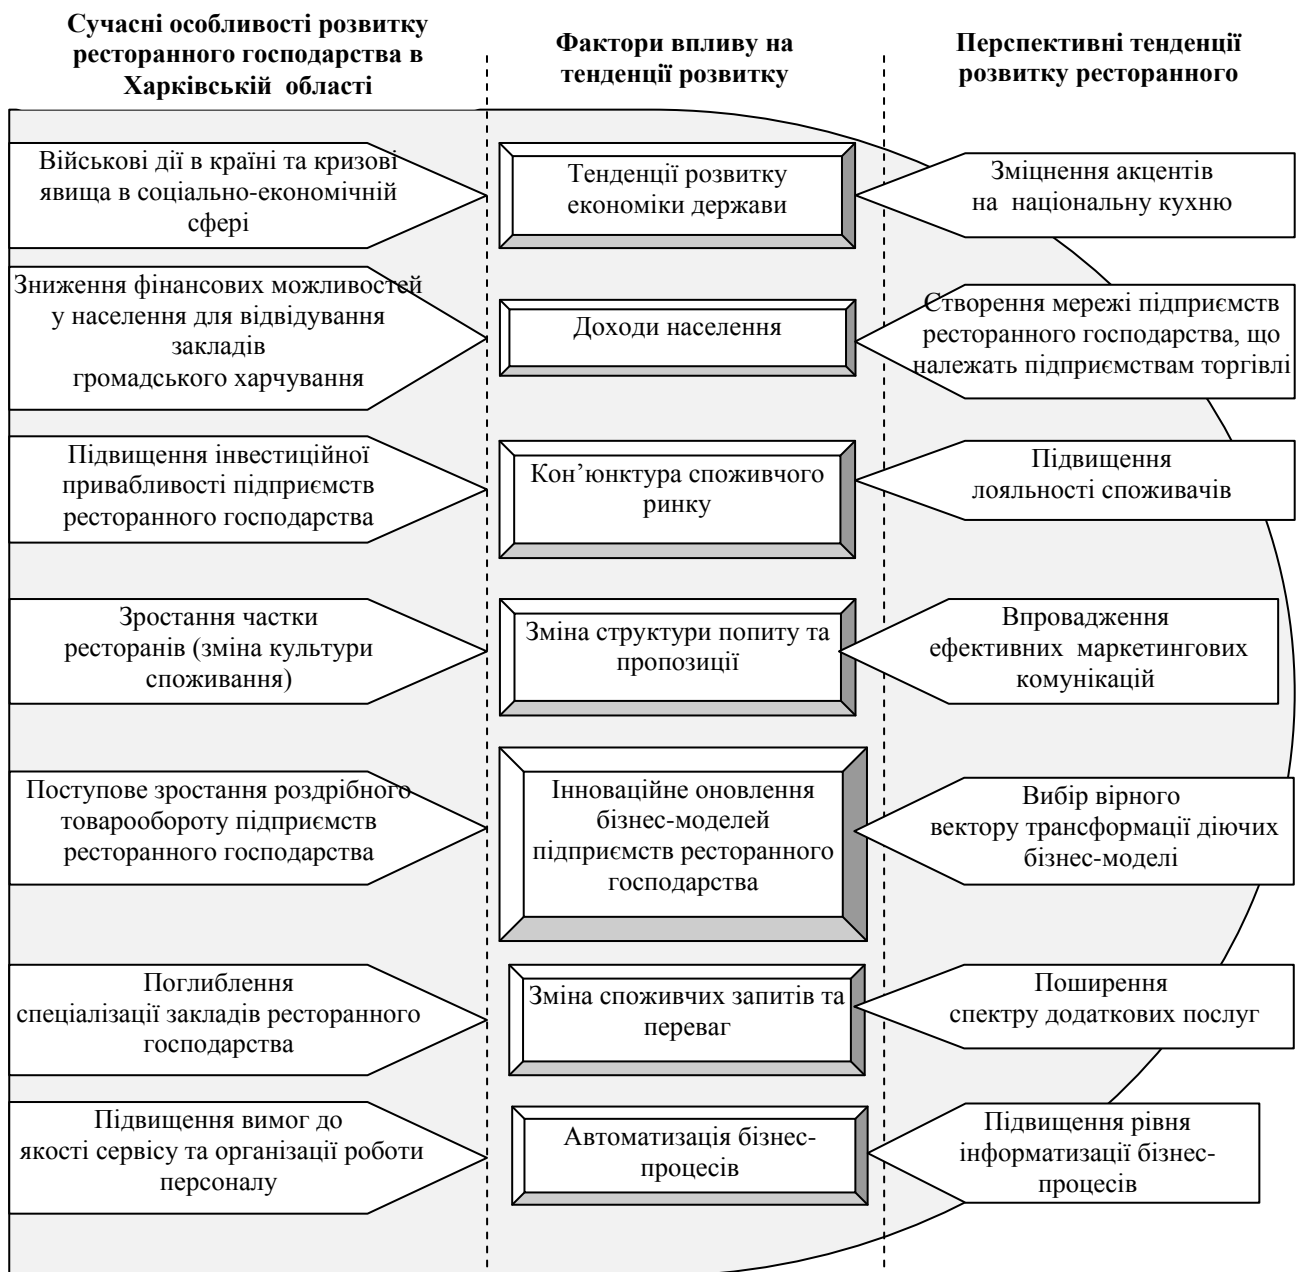 Сучасні особливості розвитку
ресторанного господарства в
Харківській області
Фактори впливу на
тенденції розвитку
Перспективні тенденції
розвитку ресторанного
Військові дії в країні та кризові
явища в соціально-економічній
сфері
Тенденції розвитку
економіки держави
Зміцнення акцентів
на національну кухню
Зниження фінансових можливостей
у населення для відвідування
закладів
громадського харчування
Доходи населення
Створення мережі підприємств
ресторанного господарства, що
належать підприємствам торгівлі
Підвищення інвестиційної
привабливості підприємств
ресторанного господарства
Кон’юнктура споживчого
ринку
Підвищення
лояльності споживачів
Зростання частки
ресторанів (зміна культури
споживання)
Зміна структури попиту та
пропозиції
Впровадження
ефективних маркетингових
комунікацій
Поступове зростання роздрібного
товарообороту підприємств
ресторанного господарства
Інноваційне оновлення
бізнес-моделей
підприємств ресторанного
господарства
Вибір вірного
вектору трансформації діючих
бізнес-моделі
Поглиблення
спеціалізації закладів ресторанного
господарства
Зміна споживчих запитів та
переваг
Поширення
спектру додаткових послуг
Підвищення вимог до
якості сервісу та організації роботи
персоналу
Автоматизація бізнес-
процесів
Підвищення рівня
інформатизації бізнес-
процесів